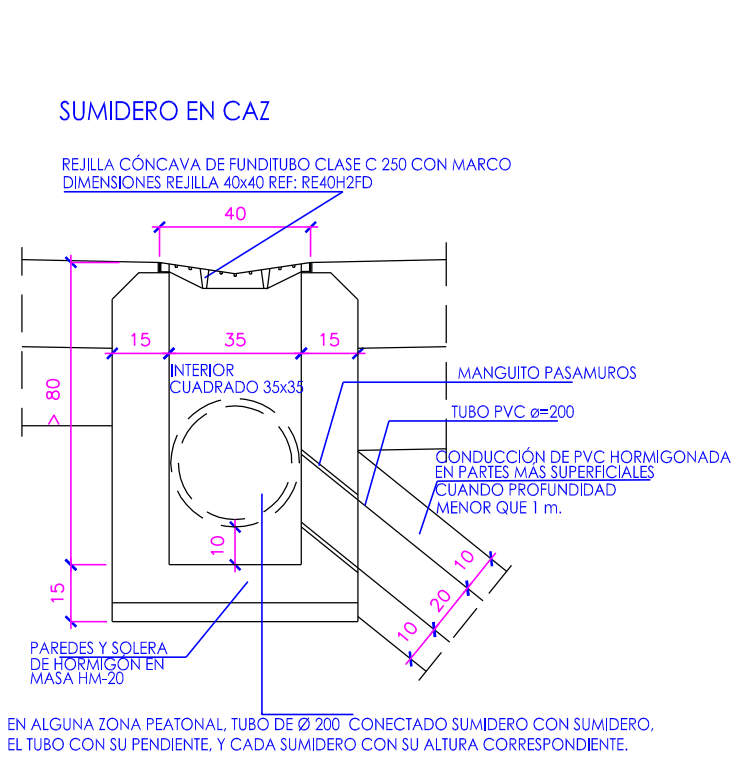 SUMIDERO EN CAZ
REJILLA CÓNCAVA DE FUNDITUBO CLASE C 250 CON MARCO
DIMENSIONES REJILLA 40x40 REF: RE40H2FD
40
15
35
15
INTERIOR
CUADRADO 35x35
> 80
MANGUITO PASAMUROS
TUBO PVC ø=200
CONDUCCIÓN DE PVC HORMIGONADA
EN PARTES MÁS SUPERFICIALES
CUANDO PROFUNDIDAD
MENOR QUE 1 m.
10
10
20
10
15
PAREDES Y SOLERA
DE HORMIGÓN EN
MASA HM-20
EN ALGUNA ZONA PEATONAL, TUBO DE Ø 200 CONECTADO SUMIDERO CON SUMIDERO,
EL TUBO CON SU PENDIENTE, Y CADA SUMIDERO CON SU ALTURA CORRESPONDIENTE.